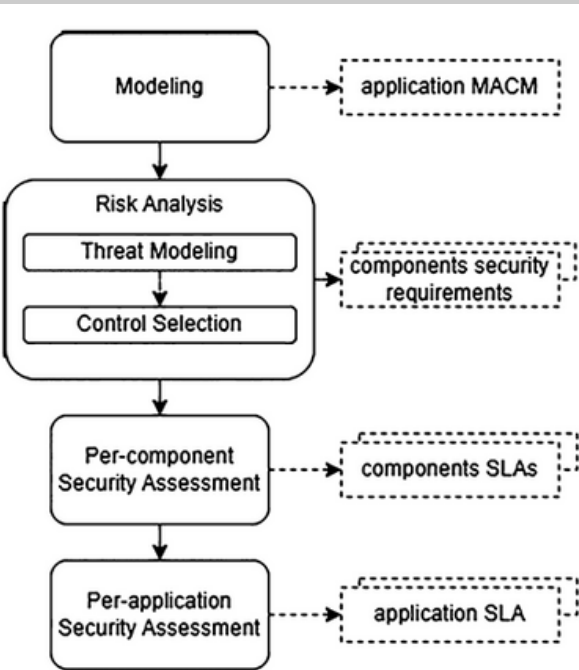 Modeling
application MACM
Risk Analysis
Threat Modeling
Control Selection
components security
requirements
Per-component
Security Assessment
components SLAs
Per-application
Security Assessment
application SLA